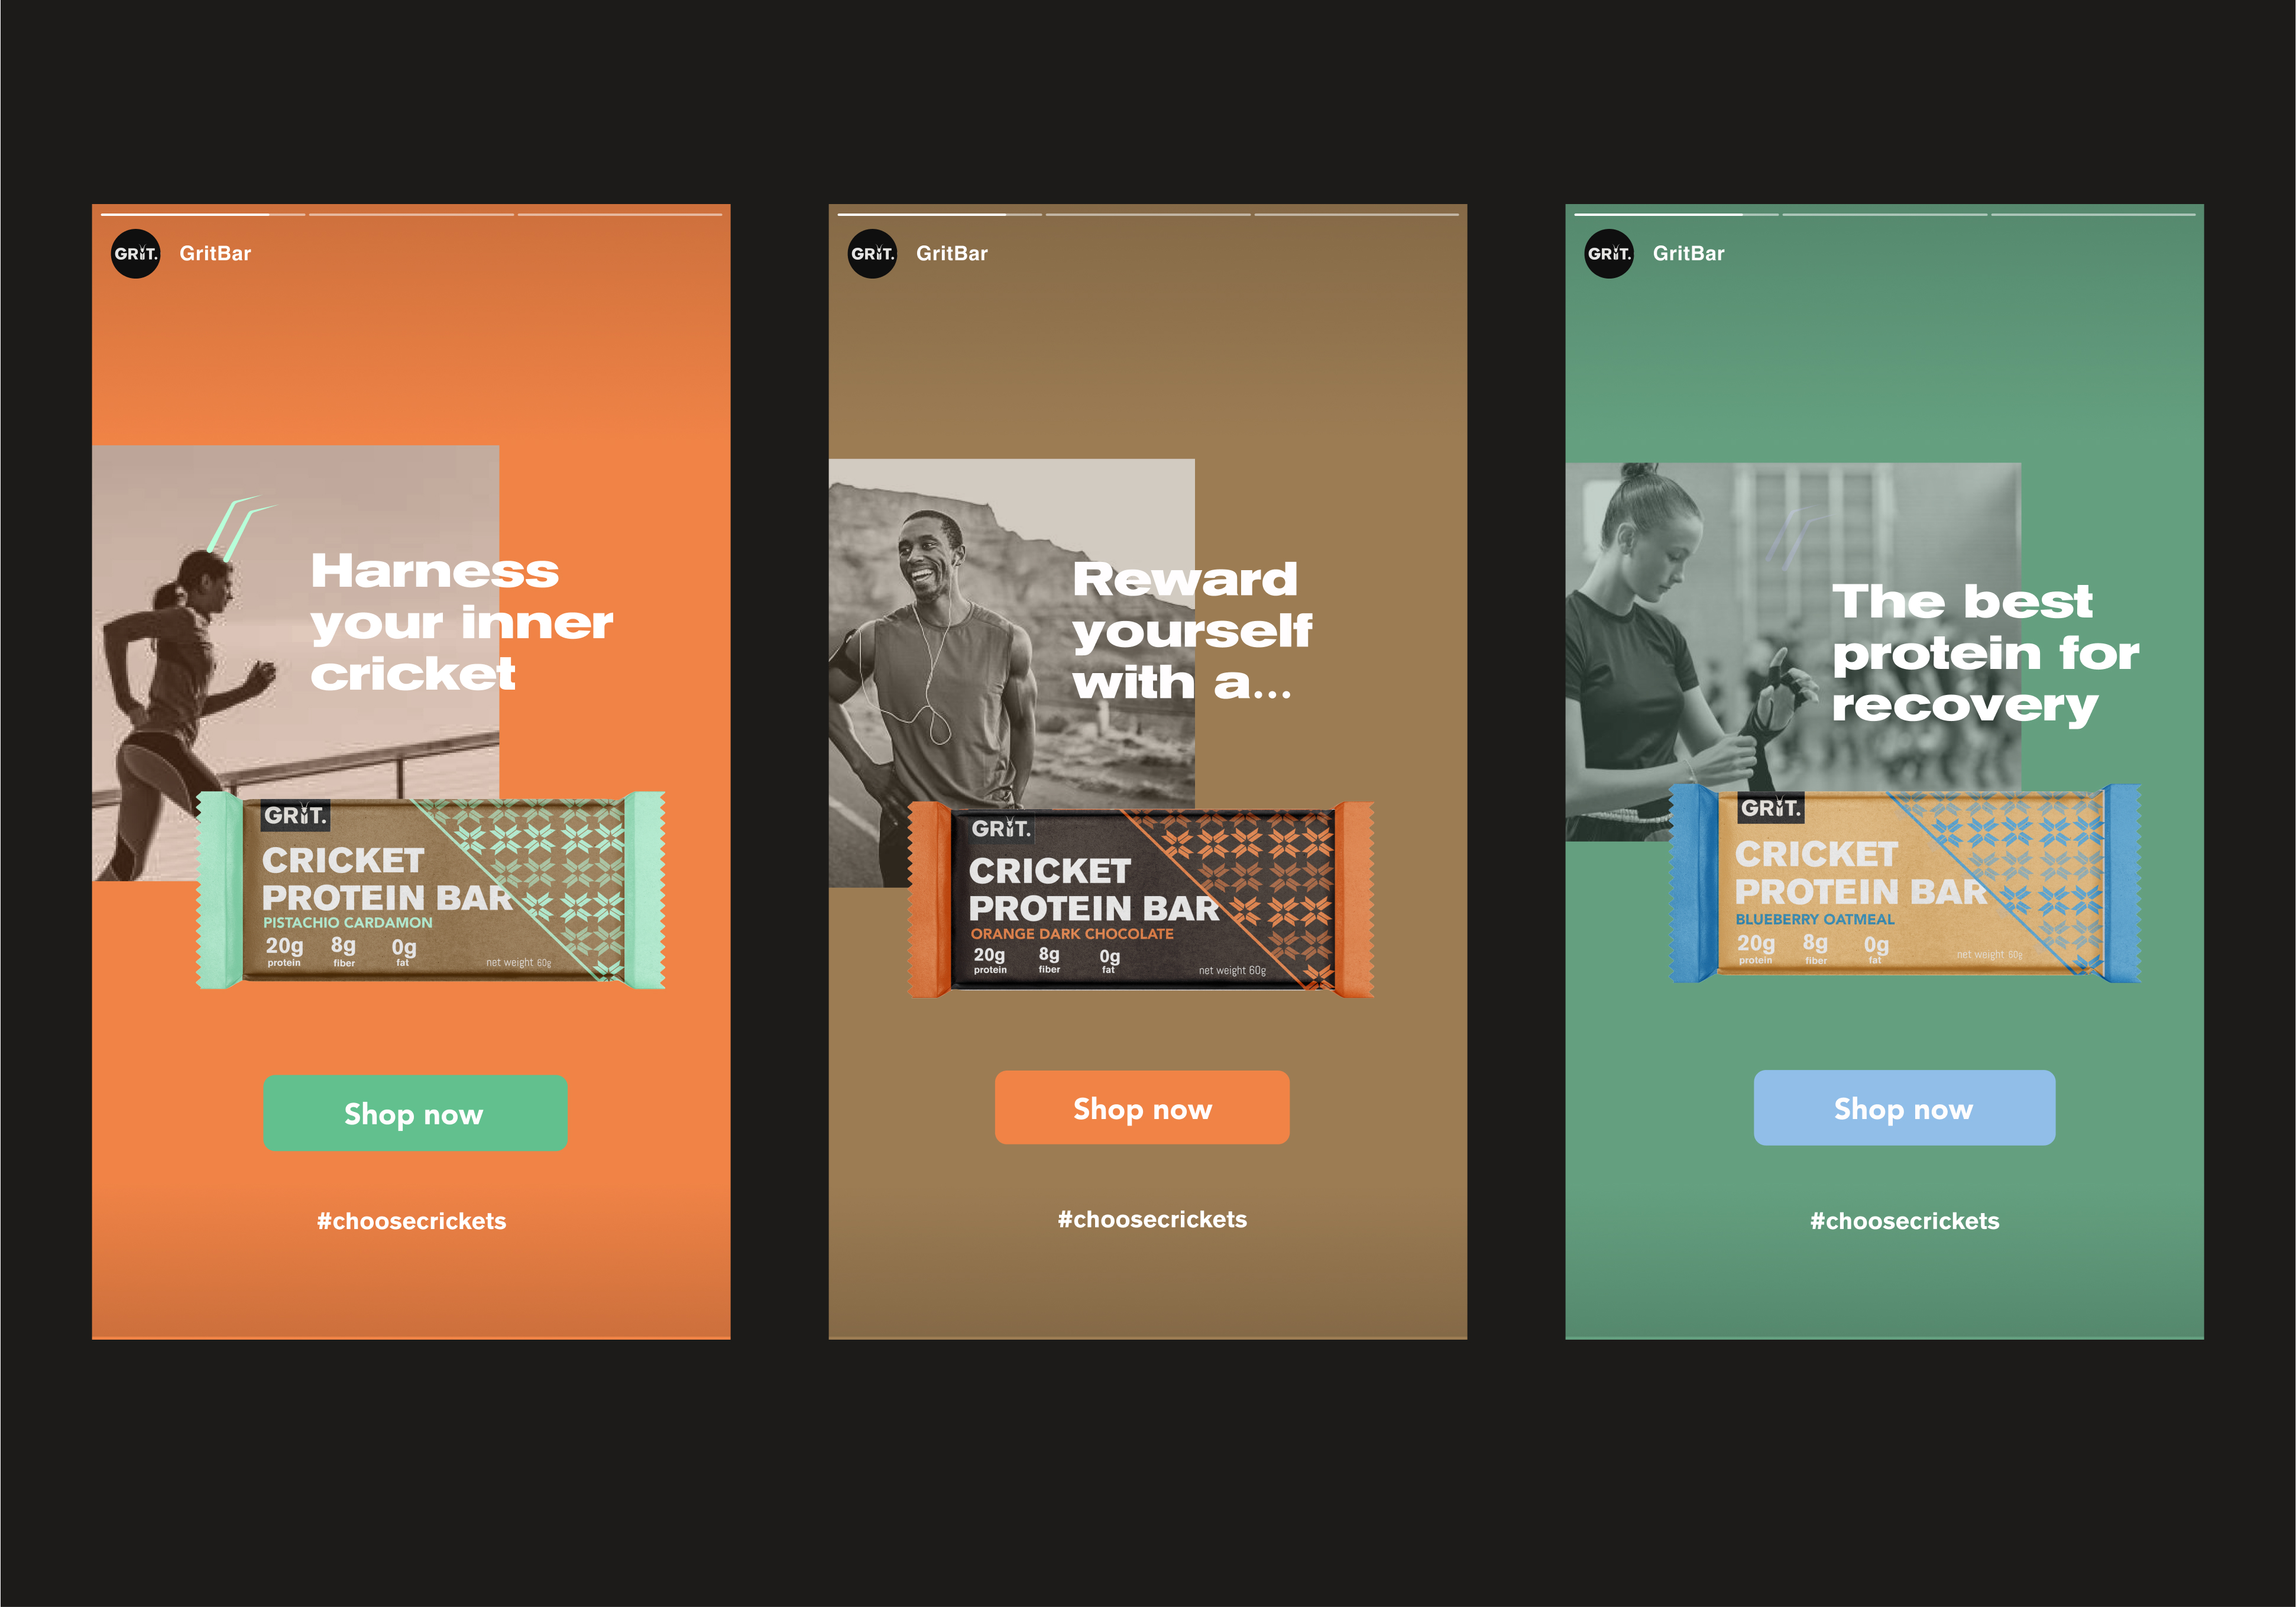 GRiT.
GritBar
Harness
your inner
cricket
GRiT.
CRICKET
PROTEIN BAR
PISTACHIO CARDAMON
20g 8g 0g
protein fiber fat
net weight 60g
Shop now
#choosecrickets
GRiT.
GritBar
Reward
yourself
with a...
GRiT.
CRICKET
PROTEIN BAR
ORANGE DARK CHOCOLATE
20g 8g 0g
protein fiber fat
net weight 60g
Shop now
#choosecrickets
GRiT.
GritBar
The best
protein for
recovery
GRiT.
CRICKET
PROTEIN BAR
BLUEBERRY OATMEAL
20g 8g 0g
protein fiber fat
net weight 60g
Shop now
#choosecrickets